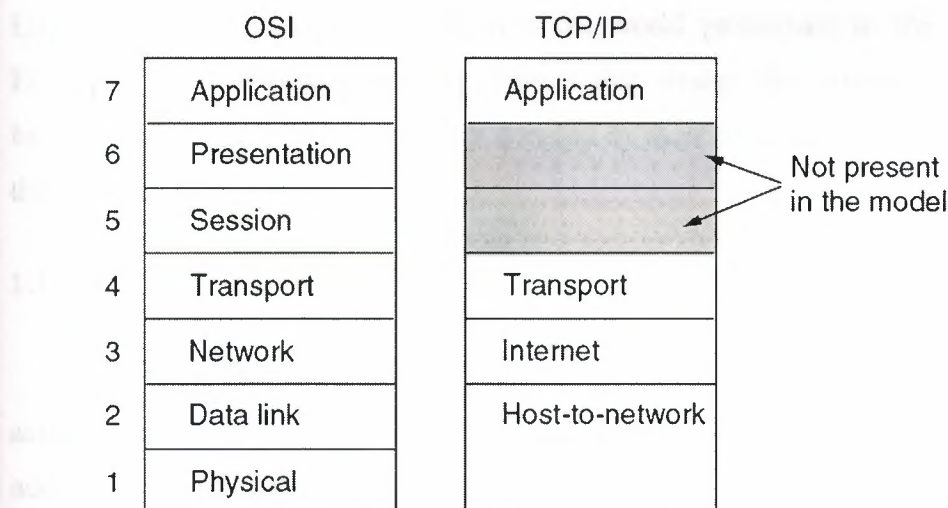 OSI TCP/IP
7 Application Application
6 Presentation
Not present
in the model
5 Session
4 Transport Transport
3 Network Internet
2 Data link Host-to-network
1 Physical